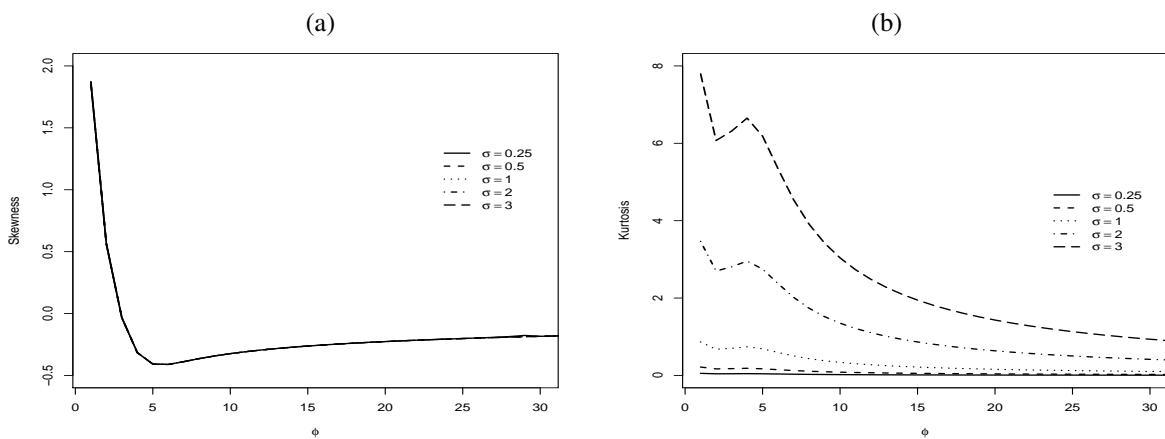 (a)
Skewness
2.0
1.5
1.0
0.5
0.0
−0.5
σ = 0.25
σ = 0.5
σ = 1
σ = 2
σ = 3
0 5 10 15 20 25 30
ϕ
(b)
Kurtosis
8
6
4
2
0
σ = 0.25
σ = 0.5
σ = 1
σ = 2
σ = 3
0 5 10 15 20 25 30
ϕ